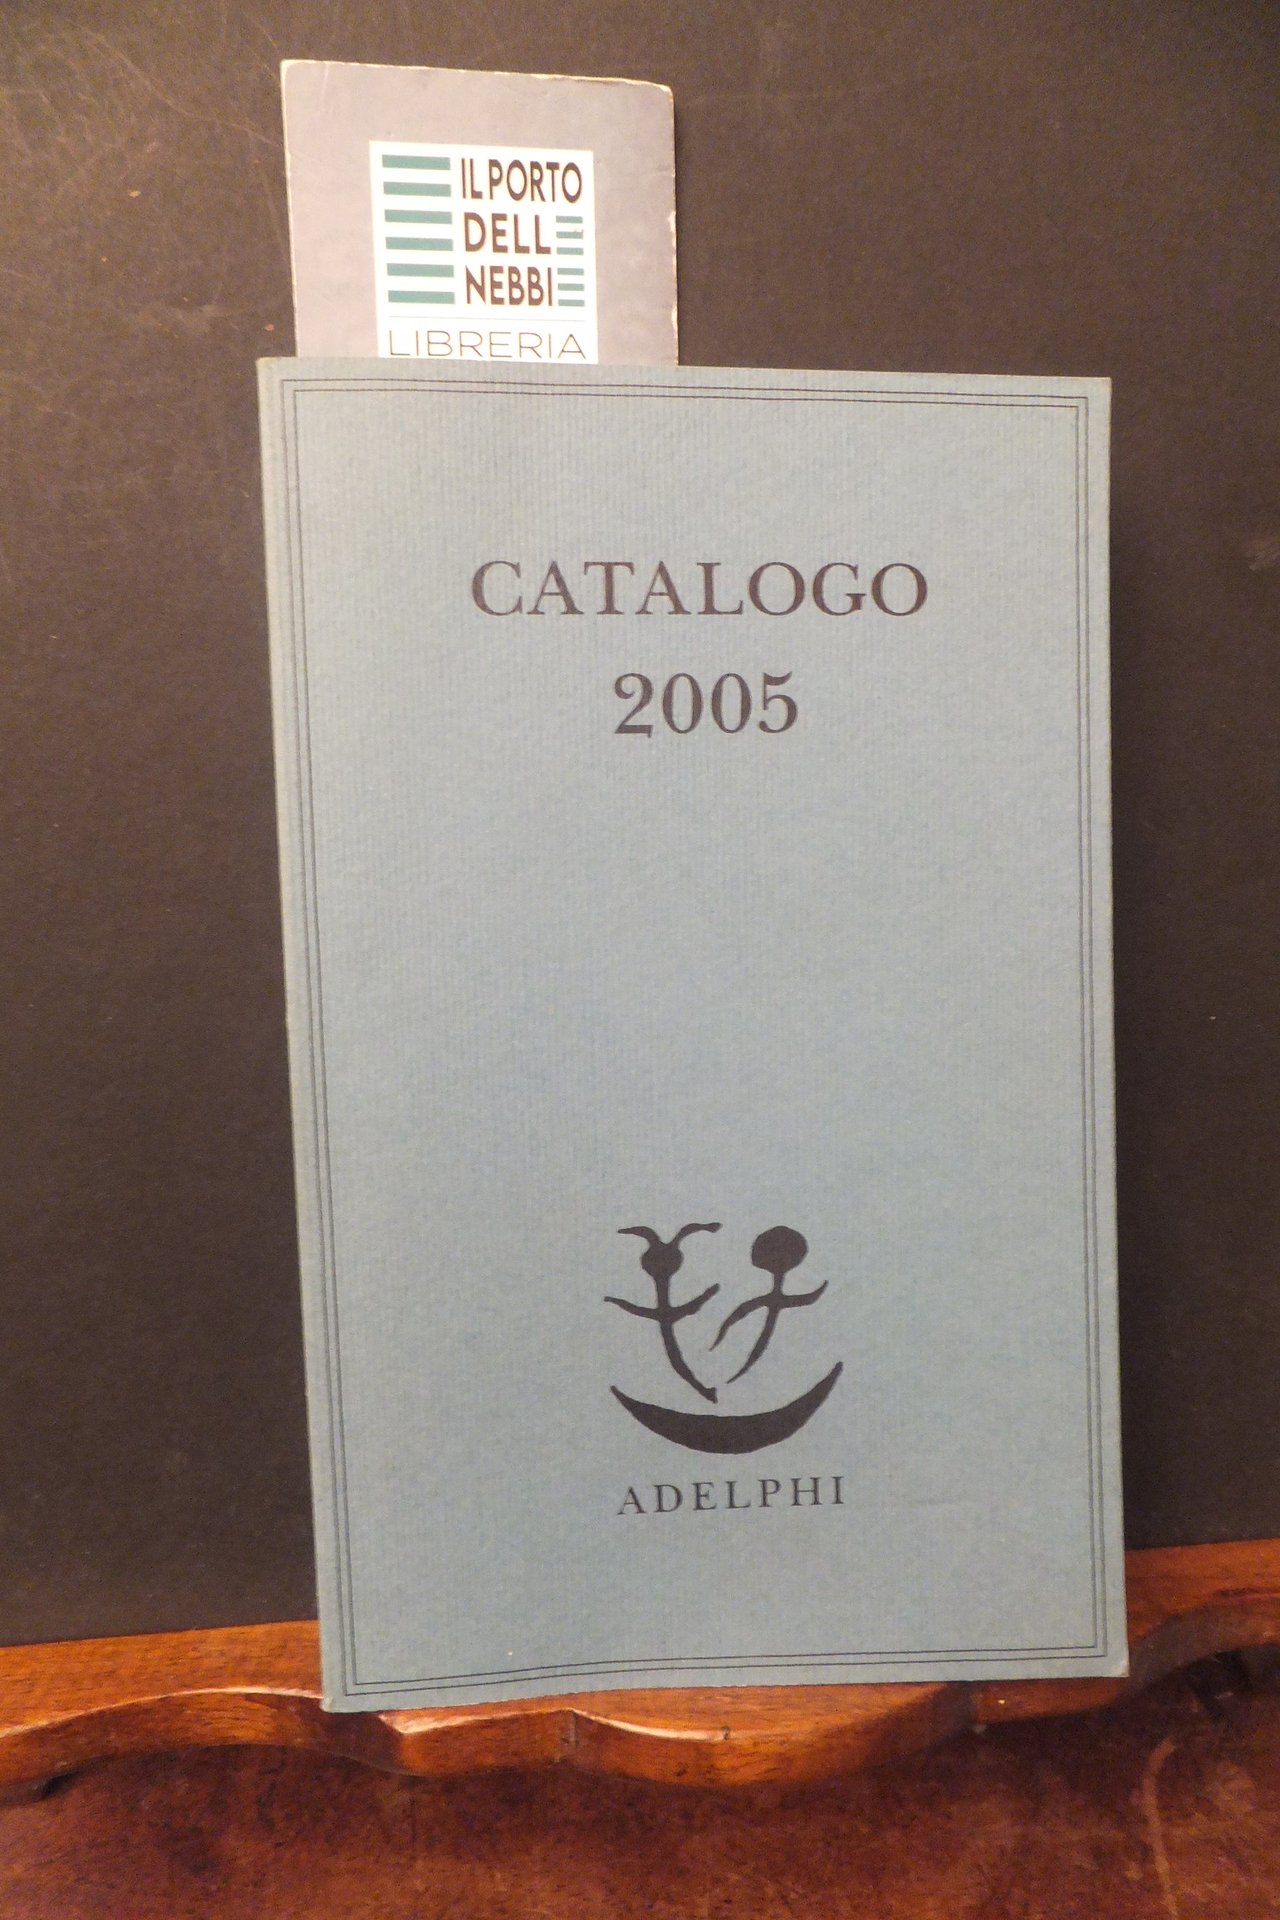 IL PORTO
DELL
NEBBI
LIBRERIA
CATALOGO
2005
ADELPHI